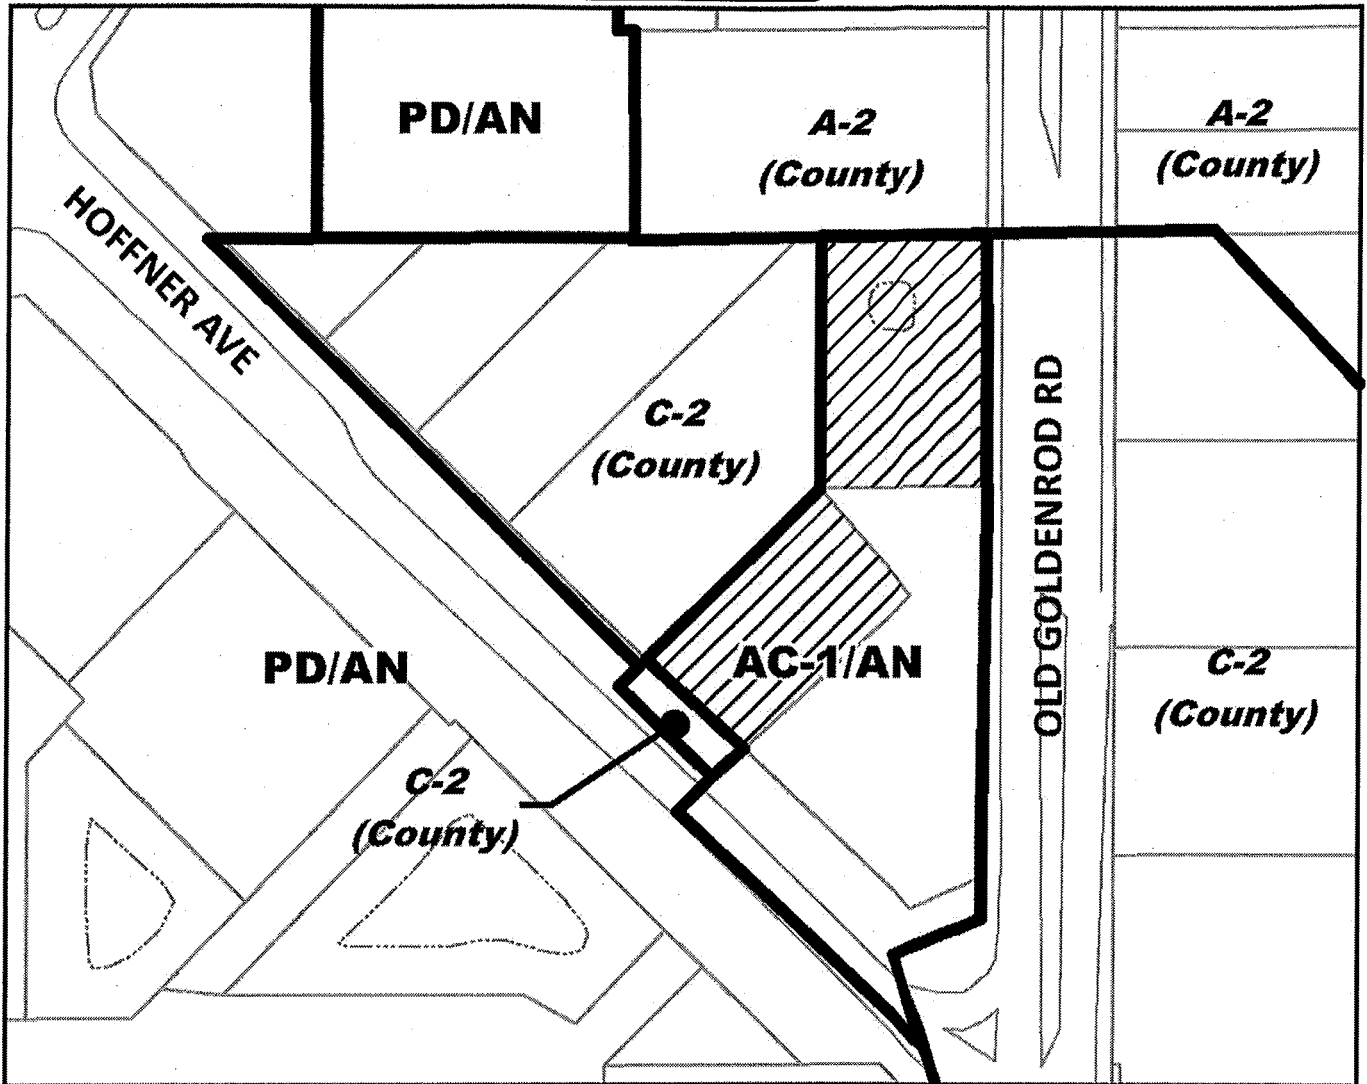 PD/AN
A-2
(County)
A-2
(County)
HOFFNER AVE
C-2
(County)
OLD GOLDENROD RD
PD/AN
AC-1/AN
C-2
(County)
C-2
(County)